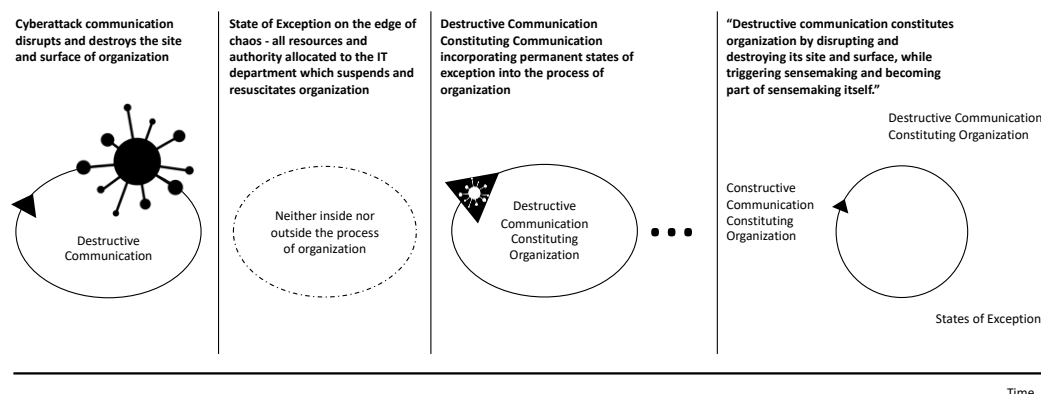 Cyberattack communication
disrupts and destroys the site
and surface of organization
Destructive
Communication
State of Exception on the edge of
chaos - all resources and
authority allocated to the IT
department which suspends and
resuscitates organization
Neither inside nor
outside the process
of organization
Destructive Communication
Constituting Communication
incorporating permanent states of
exception into the process of
organization
Destructive
Communication
Constituting
Organization
“Destructive communication constitutes
organization by disrupting and
destroying its site and surface, while
triggering sensemaking and becoming
part of sensemaking itself.”
Destructive Communication
Constituting Organization
Constructive
Communication
Constituting
Organization
States of Exception
Time